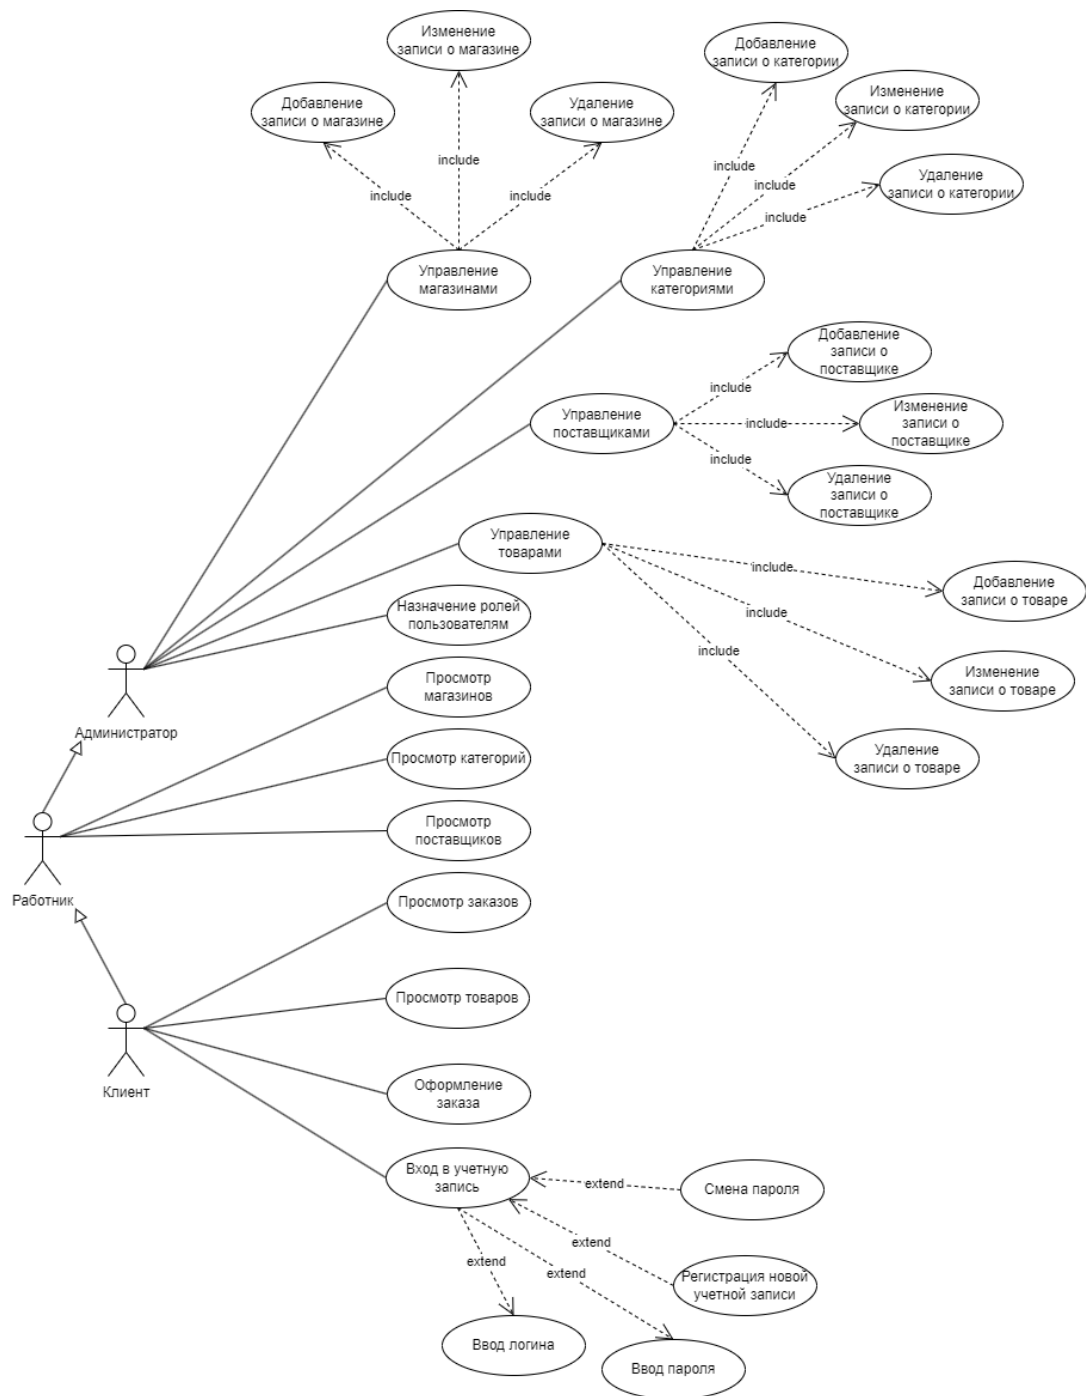 Изменение
записи о магазине
Добавление
записи о категории
Добавление
записи о магазине
Удаление
записи о магазине
Изменение
записи о категории
include
include
include
include
include
include
Удаление
записи о категории
Управление
магазинами
Управление
категориями
Добавление
записи о
поставщике
include
Управление
поставщиками
include
Изменение
записи о
поставщике
include
Удаление
записи о
поставщике
Управление
товарами
include
Добавление
записи о товаре
include
Изменение
записи о товаре
include
Удаление
записи о товаре
Назначение ролей
пользователям
Администратор
Просмотр
магазинов
Просмотр категорий
Просмотр
поставщиков
Работник
Просмотр заказов
Просмотр товаров
Клиент
Оформление
заказа
Вход в учетную
запись
extend
Смена пароля
extend
Регистрация новой
учетной записи
extend
extend
Ввод логина
Ввод пароля